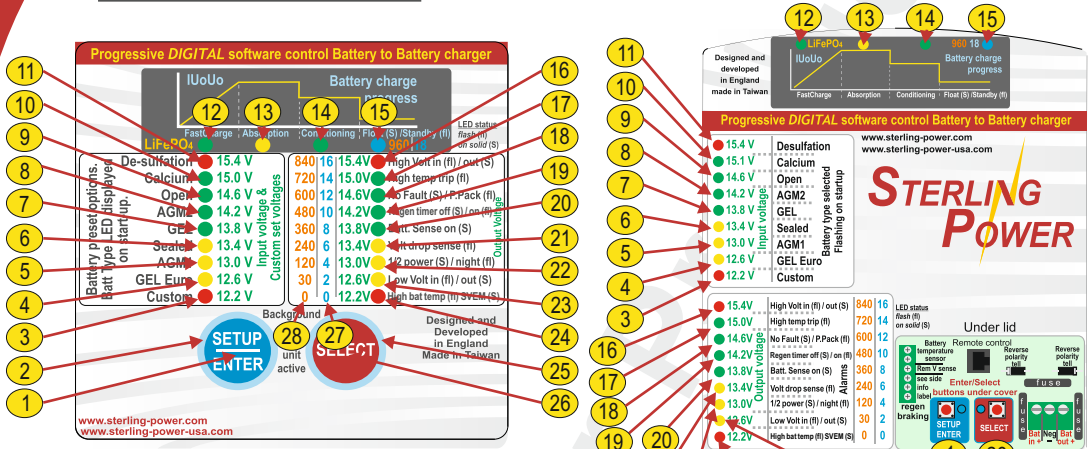 Progressive DIGITAL software control Battery to Battery charger
IUoUo
Battery charge
progress
FastCharge
Absorption
Conditioning
Float (S) /Standby (fl)
LiFePO4
960 18
LED status
flash (fl)
on solid (S)
11
10
9
8
7
6
5
4
3
2
1
12
13
14
15
16
17
18
19
20
21
22
23
24
25
26
27
28
Battery preset options.
Batt Type LED displayed
on startup.
De-sulfation 15.4 V
Calcium 15.0 V
Open 14.6 V
AGM2 14.2 V
GEL 13.8 V
Sealed 13.4 V
AGM1 13.0 V
GEL Euro 12.6 V
Custom 12.2 V
Input voltage &
Custom set voltages
840 16 15.4V High Volt in (fl) / out (S)
720 14 15.0V High temp trip (fl)
600 12 14.6V No Fault (S) / P.Pack (fl)
480 10 14.2V Regen timer off (S) / on (fl)
360 8 13.8V Batt. Sense on (S)
240 6 13.4V Volt drop sense (fl)
120 4 13.0V 1/2 power (S) / night (fl)
30 2 12.6V Low Volt in (fl) / out (S)
0 0 12.2V High bat temp (fl) SVEM (S)
Output Voltage
Background
unit
active
SETUP
ENTER
SELECT
Designed and
Developed
in England
Made in Taiwan
www.sterling-power.com
www.sterling-power-usa.com
12
13
14
15
Designed and
developed
in England
made in Taiwan
LiFePO4
960 18
IUoUo
Battery charge
progress
FastCharge
Absorption
Conditioning
Float (S) /Standby (fl)
Progressive DIGITAL software control Battery to Battery charger
11
10
9
8
7
6
5
4
3
16
17
18
19
20
15.4 V Desulfation
15.1 V Calcium
14.6 V Open
14.2 V AGM2
13.8 V GEL
13.4 V Sealed
13.0 V AGM1
12.6 V GEL Euro
12.2 V Custom
Input voltage
Battery type selected
Flashing on startup
www.sterling-power.com
www.sterling-power-usa.com
STERLING
POWER
15.4V High Volt in (fl) / out (S) 840 16
15.0V High temp trip (fl) 720 14
14.6V No Fault (S) / P.Pack (fl) 600 12
14.2V Regen timer off (S) / on (fl) 480 10
13.8V Batt. Sense on (S) 360 8
13.4V Volt drop sense (fl) 240 6
13.0V 1/2 power (S) / night (fl) 120 4
12.6V Low Volt in (fl) / out (S) 30 2
12.2V High bat temp (fl) SVEM (S) 0 0
Output voltage
Alarms
LED status
flash (fl)
on solid (S)
Under lid
Battery
temperature
sensor
Rem V sense
see side
info
label
regen
braking
Remote control
Reverse
polarity
tell
Reverse
polarity
tell
fuse
Enter/Select
buttons under cover
SETUP
ENTER
SELECT
fuse
fuse
Bat
in +
Neg
-
Bat
out +